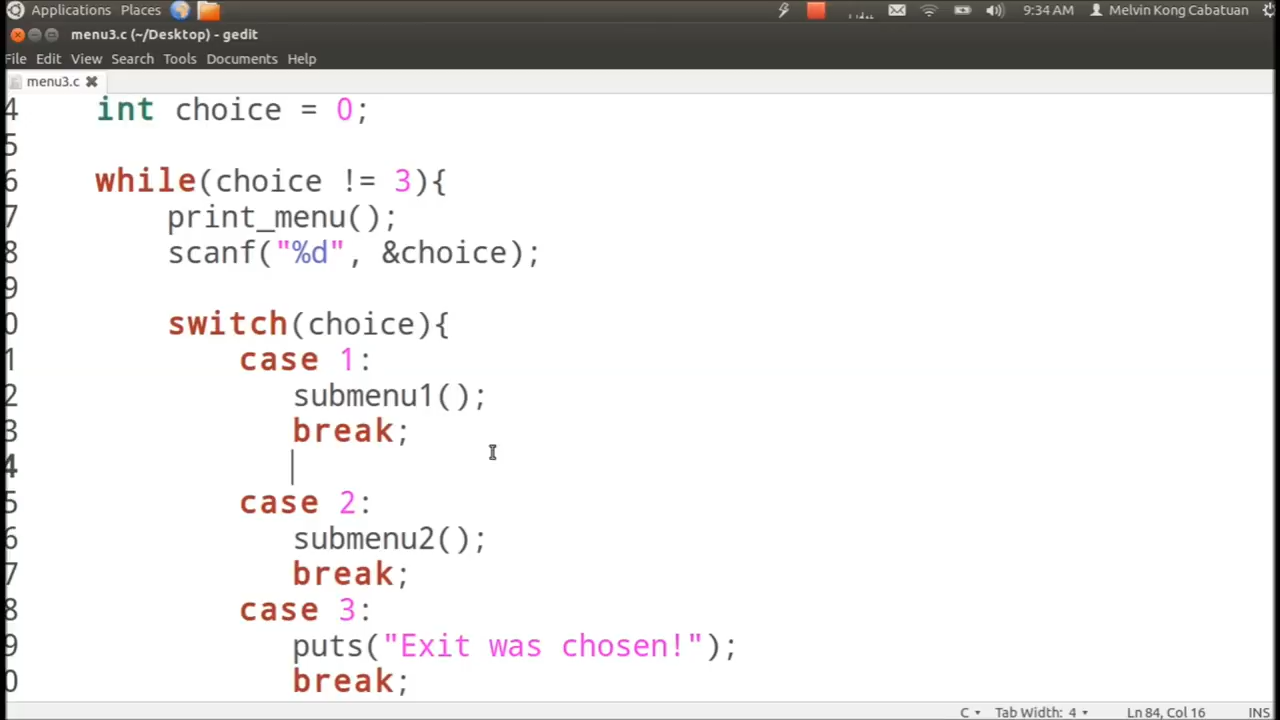 Applications Places 9:34 AM Melvin Kong Cabatuan
menu3.c (~/Desktop) - gedit
File Edit View Search Tools Documents Help
menu3.c
4 int choice = 0;
5
6 while(choice != 3){
7 print_menu();
8 scanf("%d", &choice);
9
0 switch(choice){
1 case 1:
2 submenu1();
3 break;
4
5 case 2:
6 submenu2();
7 break;
8 case 3:
9 puts("Exit was chosen!");
0 break;
C Tab Width: 4 Ln 84, Col 16 INS